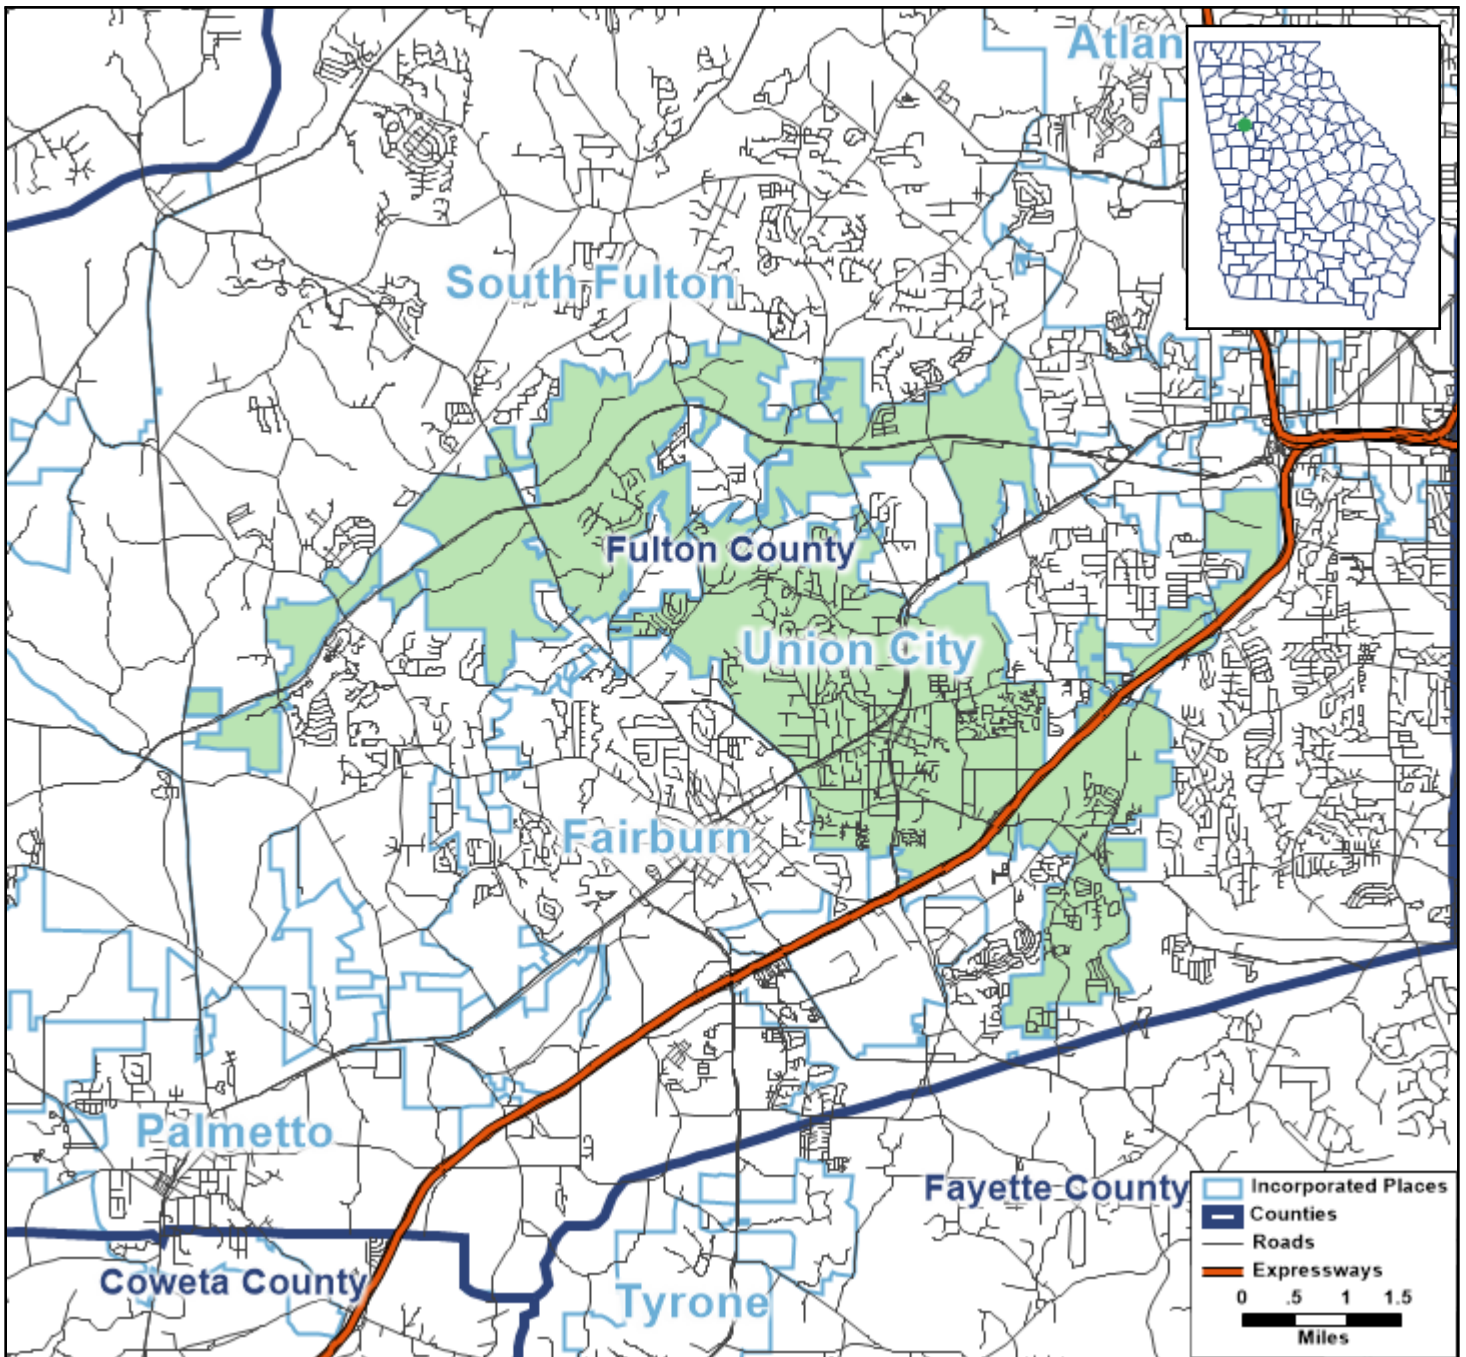 Atlan
South Fulton
Fulton County
Union City
Fairburn
Palmetto
Fayette County
Coweta County
Tyrone
Incorporated Places
Counties
Roads
Expressways
0 .5 1 1.5
Miles